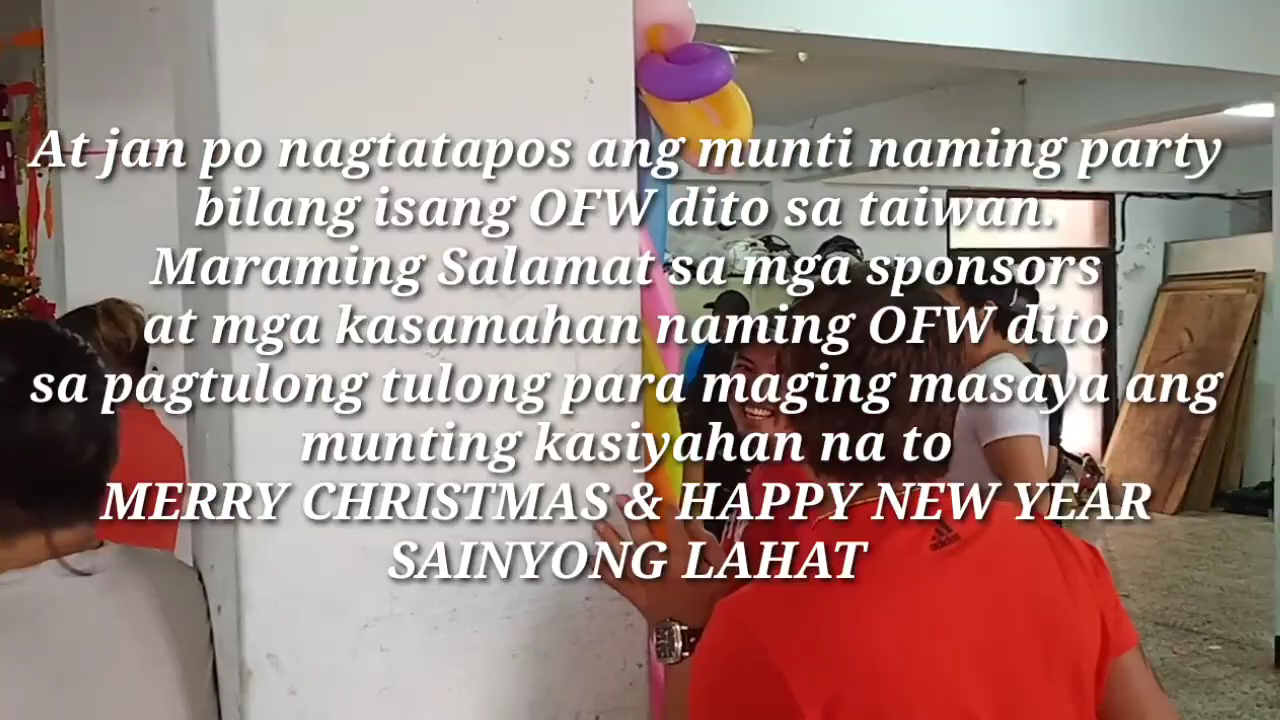 At jan po nagtatapos ang munti naming party
bilang isang OFW dito sa taiwan.
Maraming Salamat sa mga sponsors
at mga kasamahan naming OFW dito
sa pagtulong tulong para maging masaya ang
munting kasiyahan na to
MERRY CHRISTMAS & HAPPY NEW YEAR
SAINYONG LAHAT
adidas